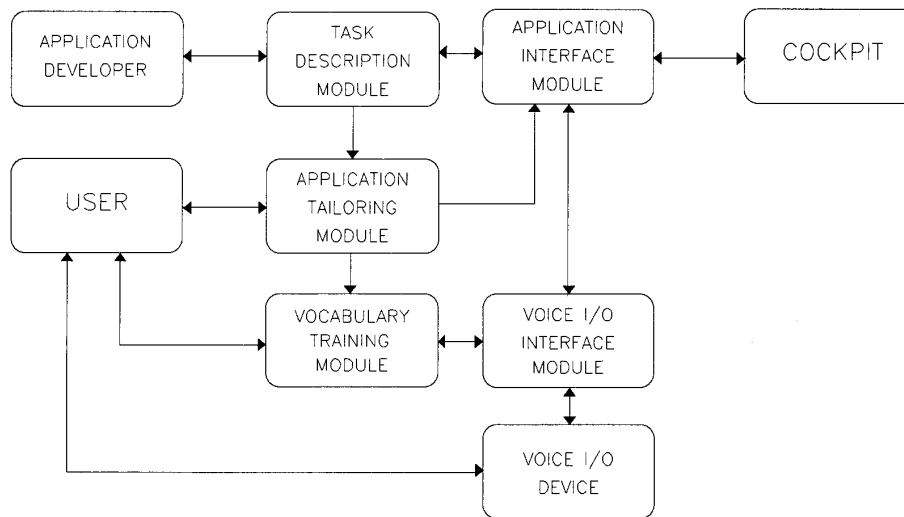 APPLICATION
DEVELOPER
TASK
DESCRIPTION
MODULE
APPLICATION
INTERFACE
MODULE
COCKPIT
USER
APPLICATION
TAILORING
MODULE
VOCABULARY
TRAINING
MODULE
VOICE I/O
INTERFACE
MODULE
VOICE I/O
DEVICE